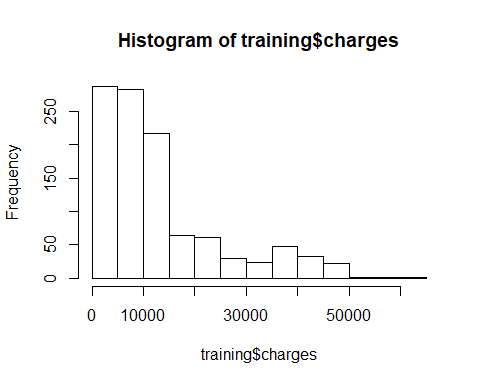 Histogram of training$charges
Frequency
250
150
50
0
0 10000 30000 50000
training$charges